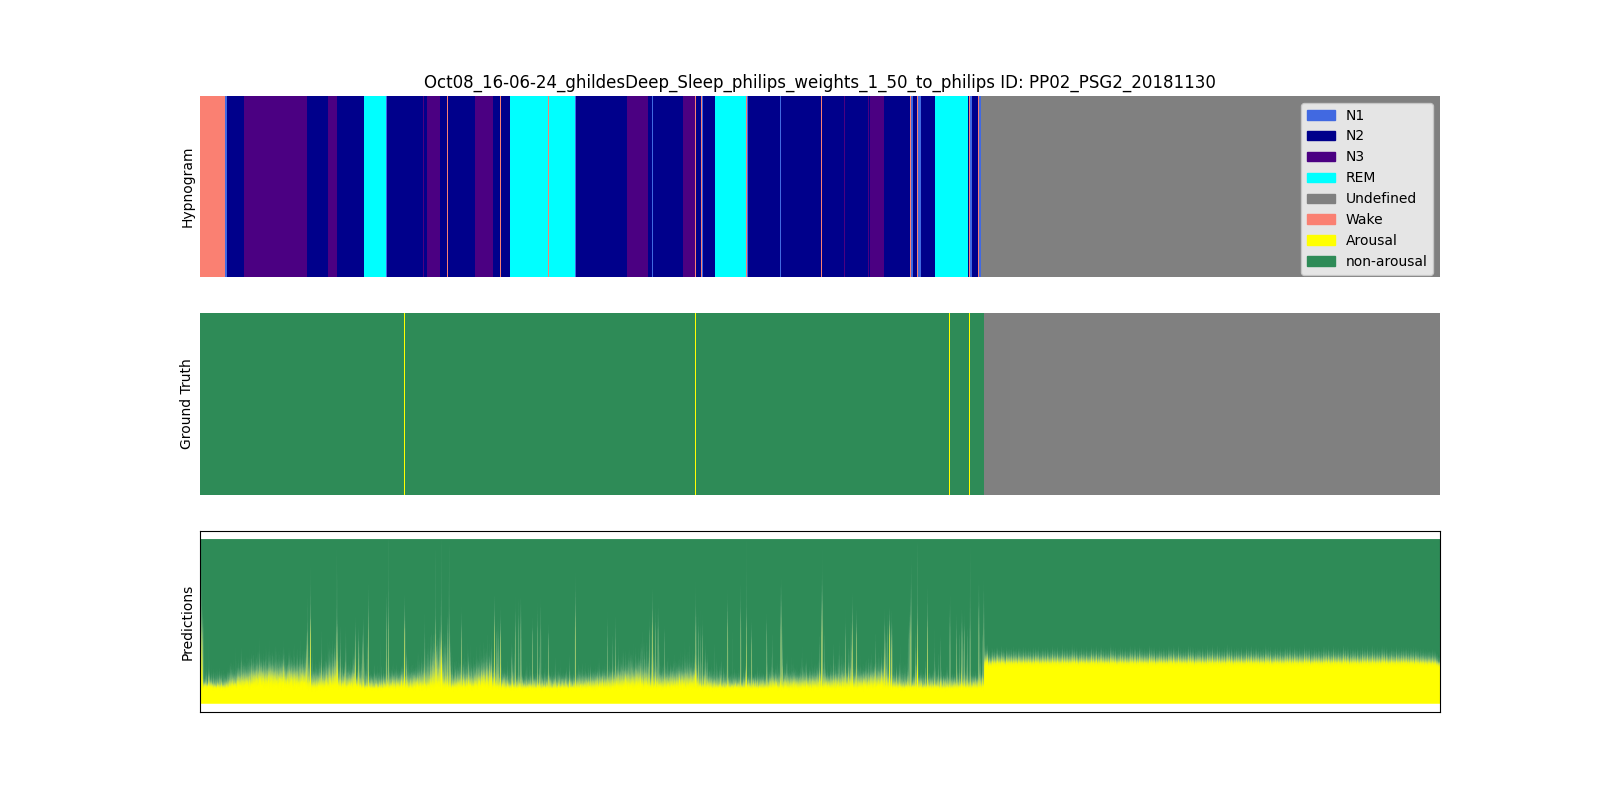 Oct08_16-06-24_ghildesDeep_Sleep_philips_weights_1_50_to_philips ID: PP02_PSG2_20181130
Hypnogram
N1
N2
N3
REM
Undefined
Wake
Arousal
non-arousal
Ground Truth
Predictions